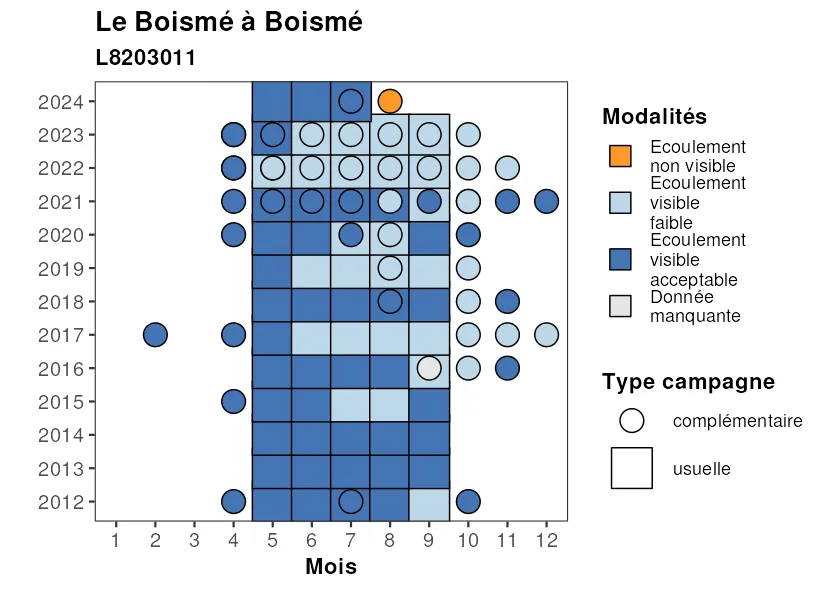 Le Boismé à Boismé
L8203011
2024
2023
2022
2021
2020
2019
2018
2017
2016
2015
2014
2013
2012
1 2 3 4 5 6 7 8 9 10 11 12
Mois
Modalités
Ecoulement
non visible
Ecoulement
visible
faible
Ecoulement
visible
acceptable
Donnée
manquante
Type campagne
complémentaire
usuelle